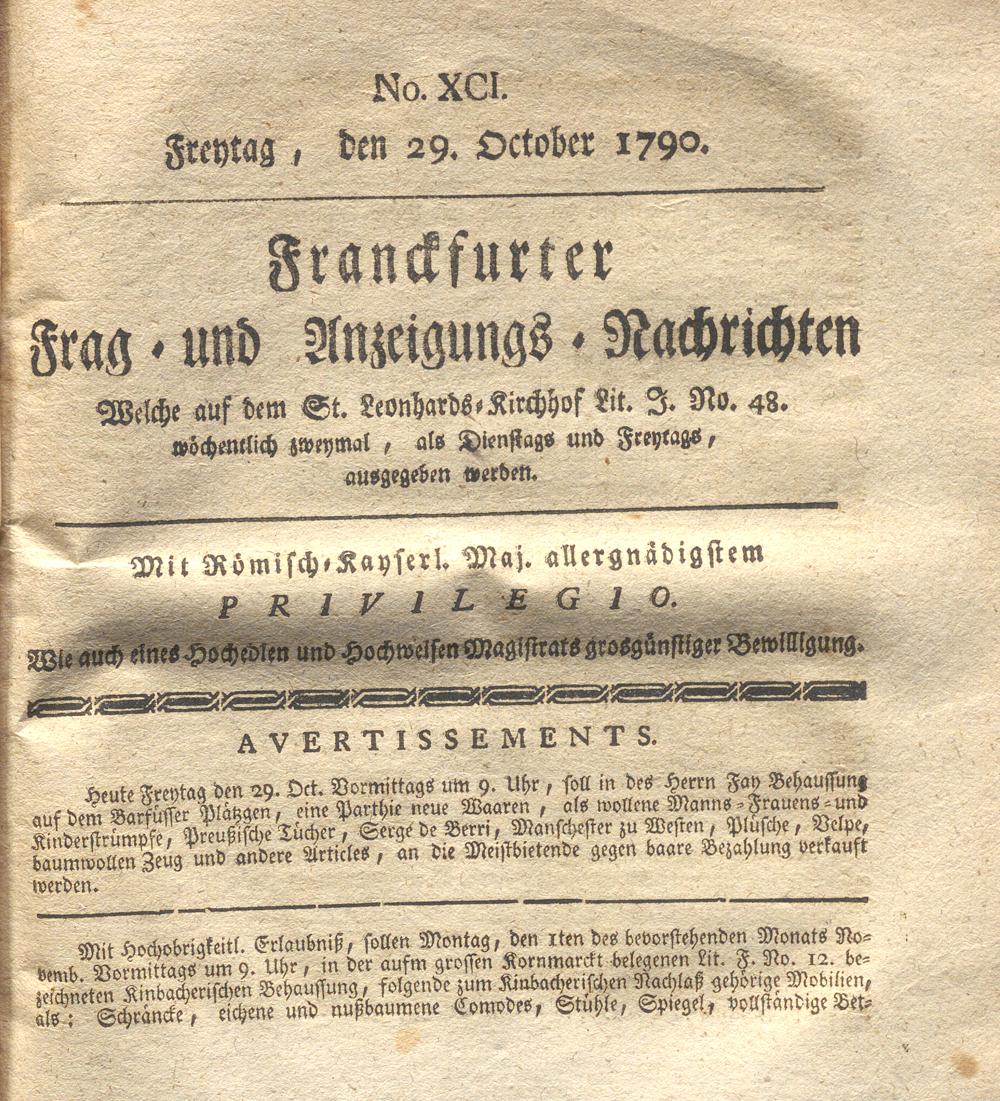 No. XCI.
Freytag, den 29. October 1790.
Franckfurter
Frag- und Anzeigungs-Nachrichten
Welche auf dem St. Leonhards-Kirchhof Lit. J. No. 48.
wöchentlich zweymal, als Dienstags und Freytags,
ausgegeben werden.
Mit Römisch-Kayserl. Maj. allergnädigstem
PRIVILEGIO.
Wie auch eines Hochedlen und Hochweisen Magistrats grosgünstiger Bewilligung.
AVERTISSEMENTS.
Heute Freytag den 29. Oct. Vormittags um 9. Uhr, soll in des Herrn Fay Behaussung
auf dem Barfüsser Plätzgen, eine Parthie neue Waaren, als wollene Manns-Frauens-und
Kinderstrümpfe, Preußische Tücher, Serge de Berri, Manschester zu Westen, Plüsche, Velpe,
baumwollen Zeug und andere Articles, an die Meistbietende gegen baare Bezahlung verkauft
werden.
Mit Hochobrigkeitl. Erlaubniß, sollen Montag, den 1ten des bevorstehenden Monats No-
vemb. Vormittags um 9. Uhr, in der aufm grossen Kornmarckt belegenen Lit. F. No. 12. be-
zeichneten Kinbacherischen Behaussung, folgende zum Kinbacherischen Nachlaß gehörige Mobilien,
als: Schräncke, eichene und nußbaumene Comodes, Stühle, Spiegel, vollständige Bet-